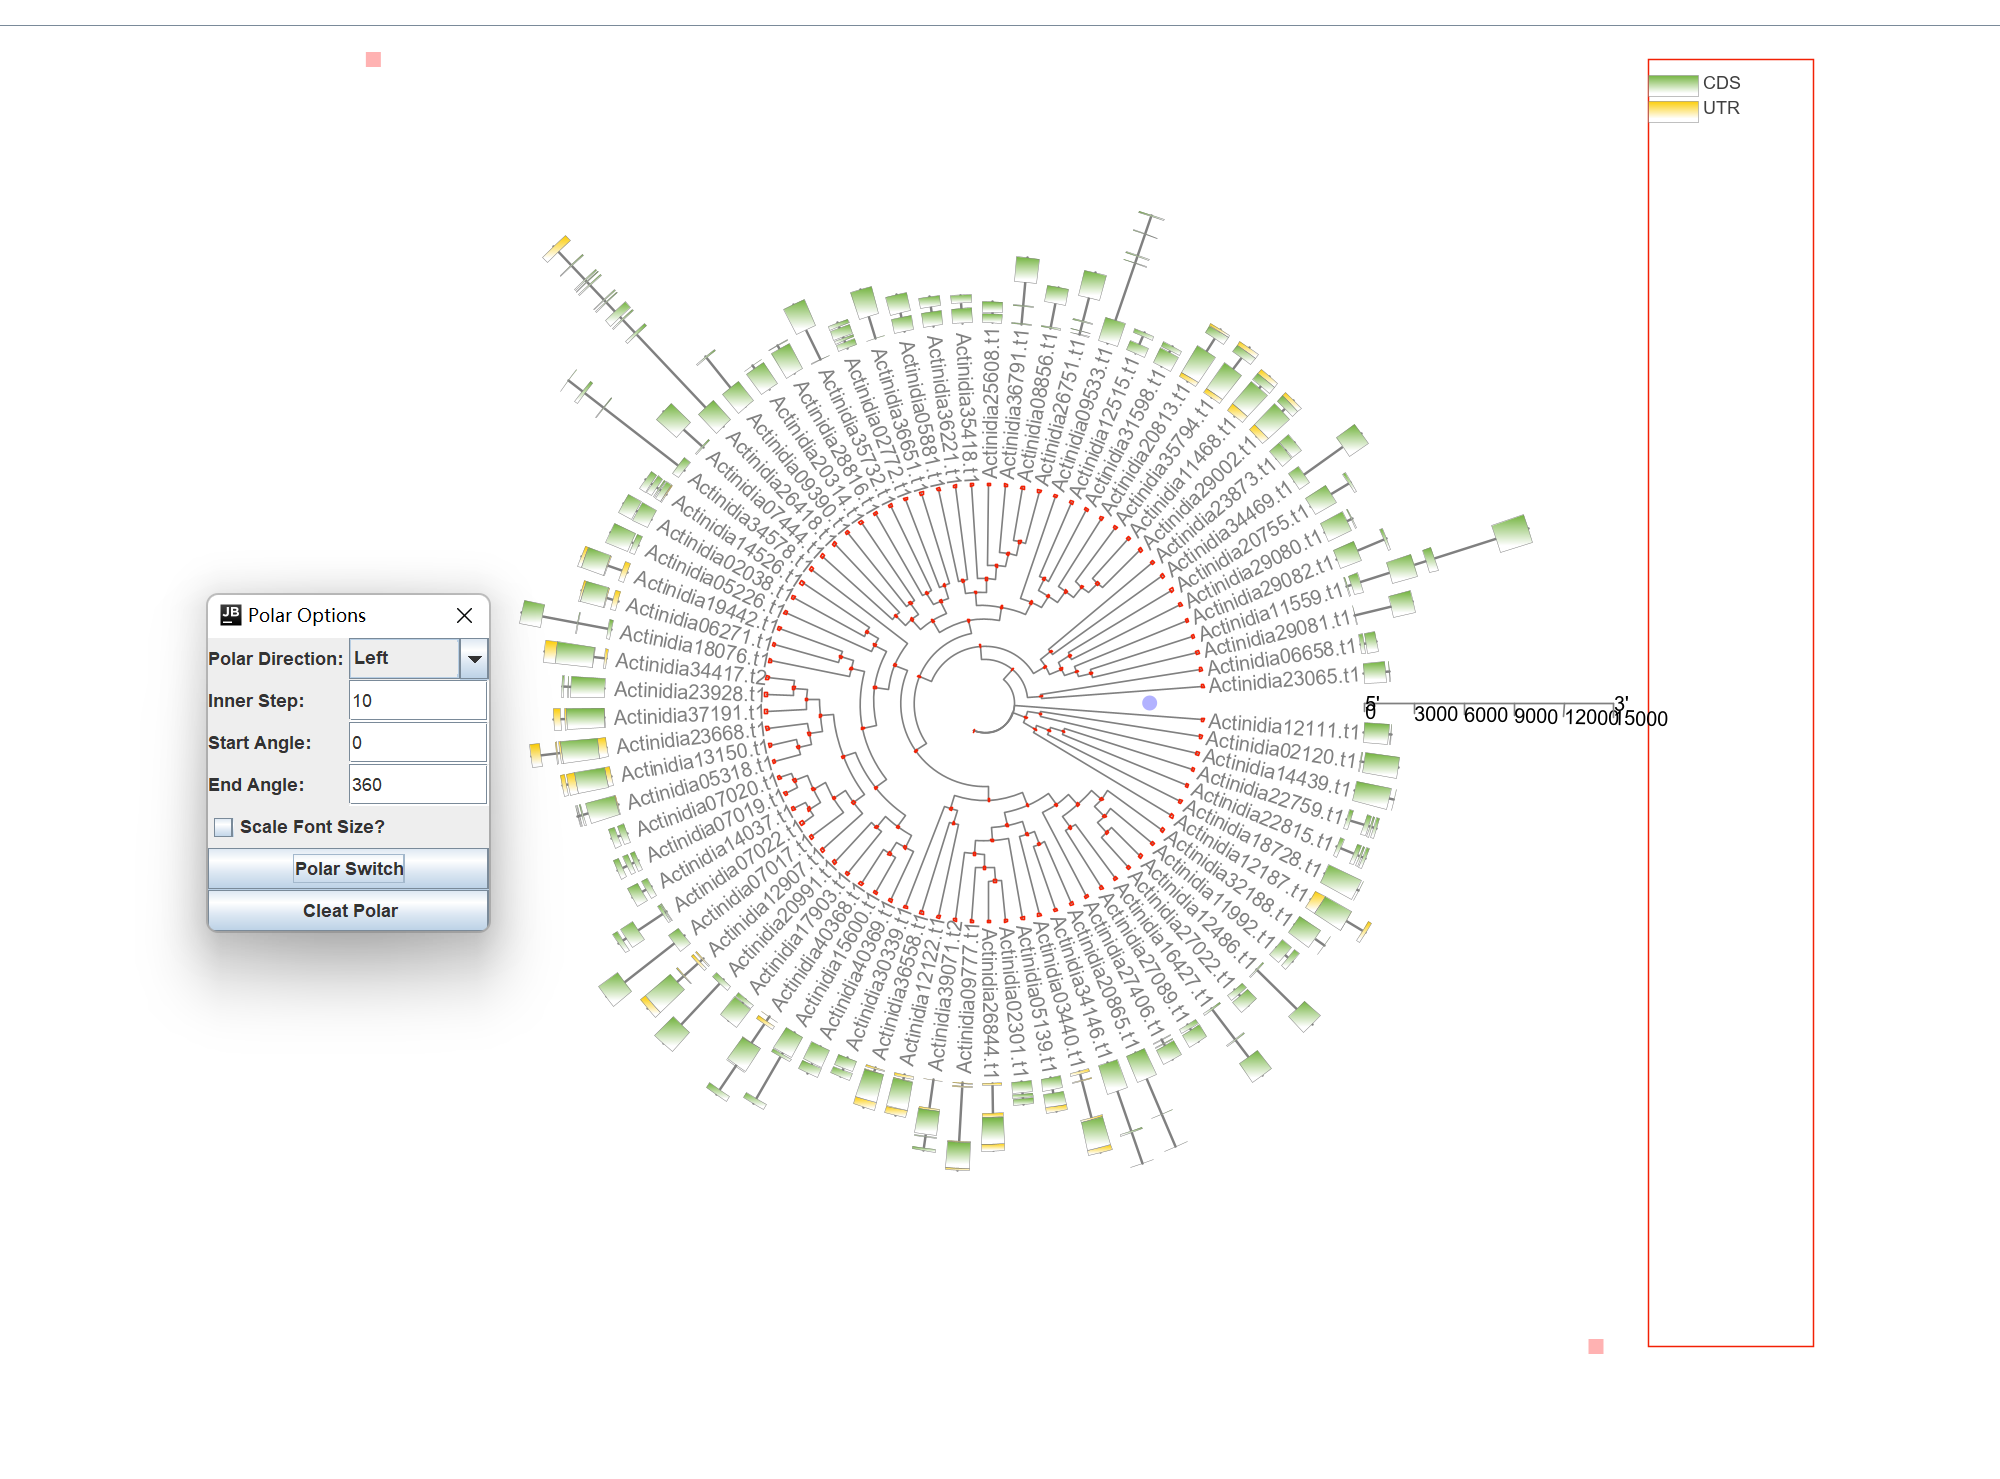 CDS
UTR
JB Polar Options
Polar Direction: Left
Inner Step: 10
Start Angle: 0
End Angle: 360
Scale Font Size?
Polar Switch
Cleat Polar
5' 3'
0 3000 6000 9000 12000 15000
Actinidia25608.t1
Actinidia36791.t1
Actinidia08856.t1
Actinidia26751.t1
Actinidia09533.t1
Actinidia12515.t1
Actinidia31598.t1
Actinidia20813.t1
Actinidia35794.t1
Actinidia11468.t1
Actinidia29002.t1
Actinidia23873.t1
Actinidia34469.t1
Actinidia20755.t1
Actinidia29080.t1
Actinidia29082.t1
Actinidia11559.t1
Actinidia29081.t1
Actinidia06658.t1
Actinidia23065.t1
Actinidia12111.t1
Actinidia02120.t1
Actinidia14439.t1
Actinidia22759.t1
Actinidia22815.t1
Actinidia18728.t1
Actinidia12187.t1
Actinidia32188.t1
Actinidia11992.t1
Actinidia12486.t1
Actinidia27022.t1
Actinidia16427.t1
Actinidia27089.t1
Actinidia27406.t1
Actinidia20865.t1
Actinidia34146.t1
Actinidia03440.t1
Actinidia05139.t1
Actinidia02301.t1
Actinidia26844.t1
Actinidia09777.t1
Actinidia39071.t2
Actinidia12122.t1
Actinidia36558.t1
Actinidia30339.t1
Actinidia40369.t1
Actinidia15600.t1
Actinidia40368.t1
Actinidia17903.t1
Actinidia20991.t1
Actinidia12907.t1
Actinidia07017.t1
Actinidia07022.t1
Actinidia14037.t1
Actinidia07019.t1
Actinidia07020.t1
Actinidia05318.t1
Actinidia13150.t1
Actinidia23668.t1
Actinidia37191.t1
Actinidia23928.t1
Actinidia34417.t2
Actinidia18076.t1
Actinidia06271.t1
Actinidia19442.t1
Actinidia05226.t1
Actinidia02038.t1
Actinidia14526.t1
Actinidia34578.t1
Actinidia07444.t1
Actinidia26418.t1
Actinidia09390.t1
Actinidia20314.t1
Actinidia28816.t1
Actinidia35732.t1
Actinidia02772.t1
Actinidia36651.t1
Actinidia05881.t1
Actinidia36221.t1
Actinidia35418.t1